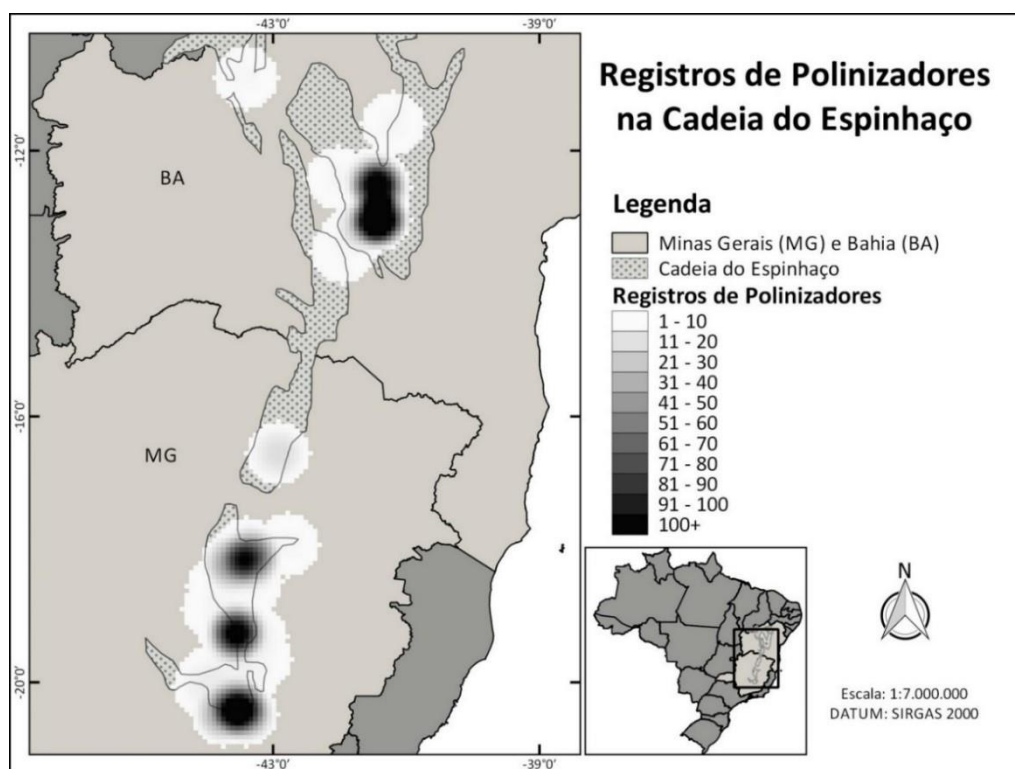 -43°0'
-39°0'
Registros de Polinizadores
na Cadeia do Espinhaço
-12°0'
BA
Legenda
Minas Gerais (MG) e Bahia (BA)
Cadeia do Espinhaço
Registros de Polinizadores
1 - 10
11 - 20
21 - 30
31 - 40
41 - 50
51 - 60
61 - 70
71 - 80
81 - 90
91 - 100
100+
-16°0'
MG
-20°0'
N
Escala: 1:7.000.000
DATUM: SIRGAS 2000
-43°0'
-39°0'